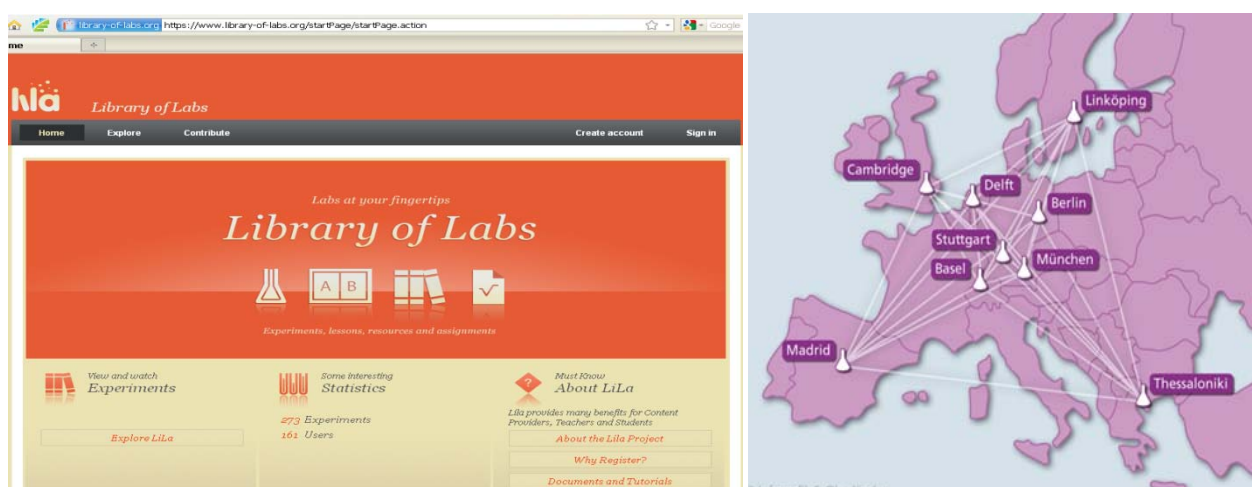 library-of-labs.org https://www.library-of-labs.org/startPage/startPage.action
Google
me
lila
Library of Labs
Home Explore Contribute Create account Sign in
Labs at your fingertips
Library of Labs
A B
Experiments, lessons, resources and assignments
View and watch
Experiments
Explore LiLa
Some Interesting
Statistics
273 Experiments
161 Users
Must Know
About LiLa
Lila provides many benefits for Content
Providers, Teachers and Students
About the Lila Project
Why Register?
Documents and Tutorials
Linköping
Cambridge
Delft
Berlin
Stuttgart
München
Basel
Madrid
Thessaloniki